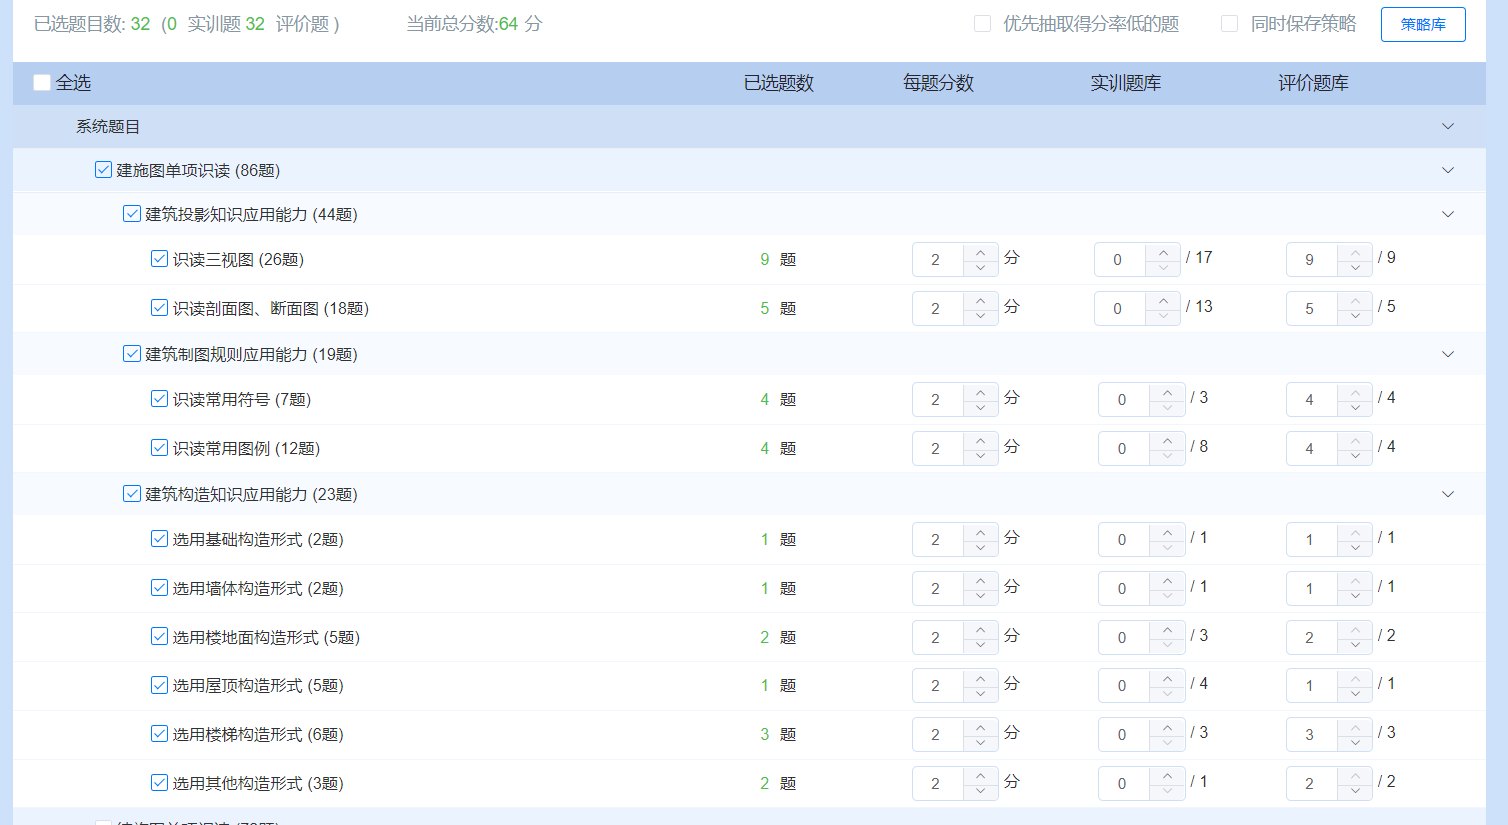 已选题目数: 32 (0 实训题 32 评价题 ) 当前总分数:64 分 优先抽取得分率低的题 同时保存策略 策略库
全选 已选题数 每题分数 实训题库 评价题库
系统题目
建施图单项识读 (86题)
建筑投影知识应用能力 (44题)
识读三视图 (26题) 9 题 2 分 0 / 17 9 / 9
识读剖面图、断面图 (18题) 5 题 2 分 0 / 13 5 / 5
建筑制图规则应用能力 (19题)
识读常用符号 (7题) 4 题 2 分 0 / 3 4 / 4
识读常用图例 (12题) 4 题 2 分 0 / 8 4 / 4
建筑构造知识应用能力 (23题)
选用基础构造形式 (2题) 1 题 2 分 0 / 1 1 / 1
选用墙体构造形式 (2题) 1 题 2 分 0 / 1 1 / 1
选用楼地面构造形式 (5题) 2 题 2 分 0 / 3 2 / 2
选用屋顶构造形式 (5题) 1 题 2 分 0 / 4 1 / 1
选用楼梯构造形式 (6题) 3 题 2 分 0 / 3 3 / 3
选用其他构造形式 (3题) 2 题 2 分 0 / 1 2 / 2